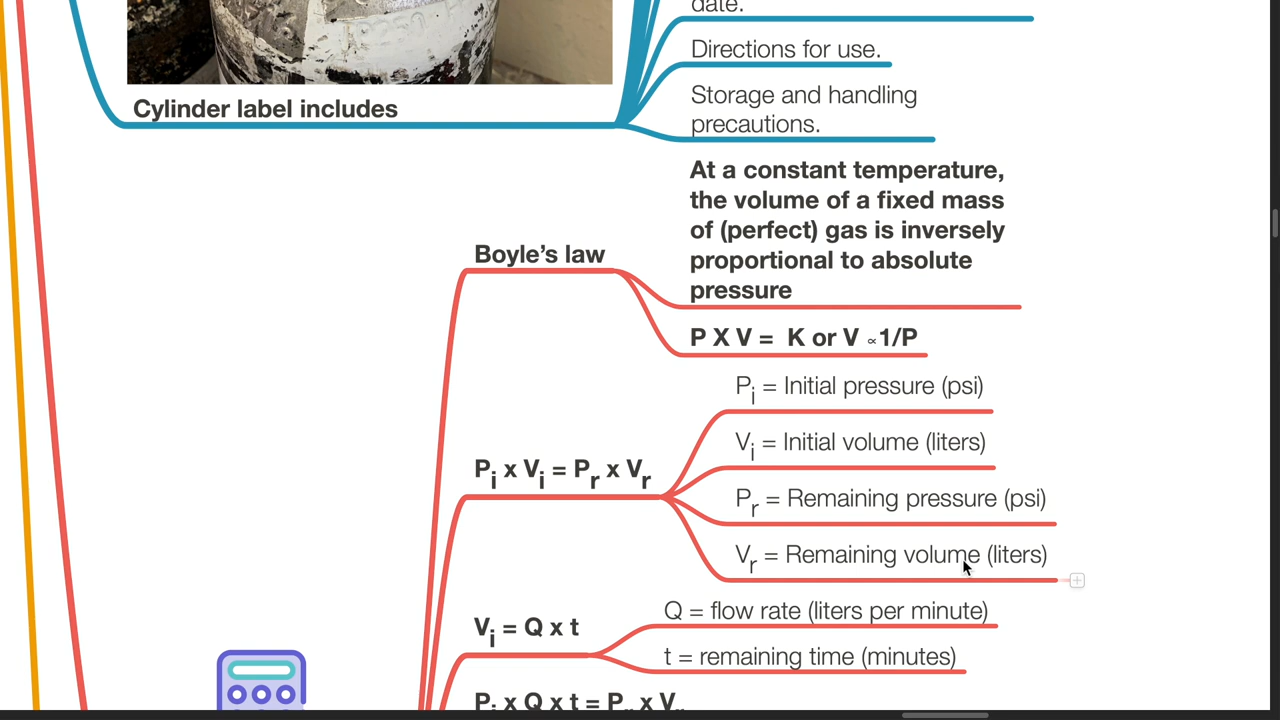 date.
Directions for use.
Storage and handling
precautions.
Cylinder label includes
At a constant temperature,
the volume of a fixed mass
of (perfect) gas is inversely
proportional to absolute
pressure
Boyle’s law
P X V = K or V ∝1/P
Pi = Initial pressure (psi)
Vi = Initial volume (liters)
Pi x Vi = Pr x Vr
Pr = Remaining pressure (psi)
Vr = Remaining volume (liters)
Q = flow rate (liters per minute)
Vi = Q x t
t = remaining time (minutes)
Pi x Q x t = Pr x Vr